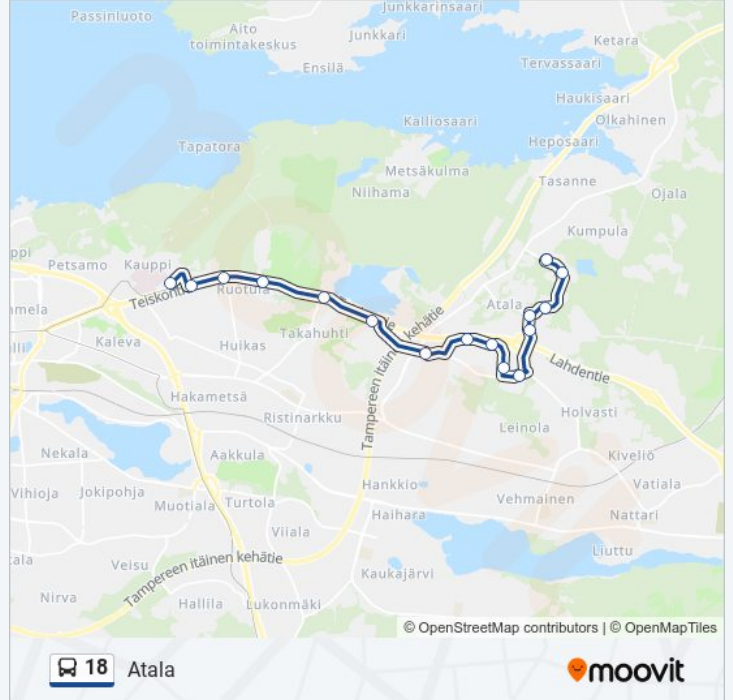 Passinluoto
Junkkarinsaari
Aito
toimintakeskus
Junkkari
Ensilä
Ketara
Tervassaari
Haukisaari
Olkahinen
Kalliosaari
Heposaari
Tapatora
Metsäkulma
Niihama
Tasanne
Ojala
Kumpula
ppi
Petsamo
Kauppi
Teiskontie
Ruotula
Atala
mmela
Takahuhti
kehätie
Kaleva
Huikas
Lahdentie
Tampereen itäinen
Hakametsä
Ristinarkku
Holvasti
Leinola
Nekala
Aakkula
Kiveliö
Vihioja
Jokipohja
Muotiala
Turtola
Hankkio
Vehmainen
Vatiala
Haihara
Nattari
Viiala
Liuttu
Veisu
Tampereen itäinen kehätie
Kaukajärvi
Nirva
Hallila
Lukonmäki
© OpenStreetMap contributors | © OpenMapTiles
18 Atala
moovit